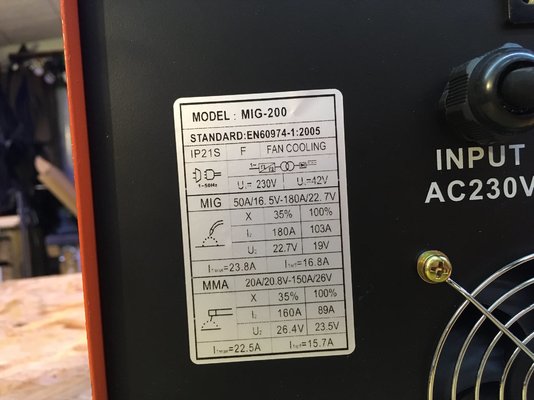 MODEL : MIG-200
STANDARD:EN60974-1:2005
IP21S F FAN COOLING
1~50Hz U₁= 230V U₀=42V
MIG 50A/16.5V-180A/22.7V
X 35% 100%
I₂ 180A 103A
U₂ 22.7V 19V
I₁max=23.8A I₁eff=16.8A
MMA 20A/20.8V-150A/26V
X 35% 100%
I₂ 160A 89A
U₂ 26.4V 23.5V
I₁max=22.5A I₁eff=15.7A
INPUT
AC230V